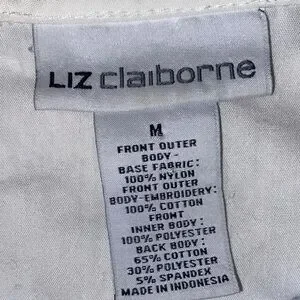 LIZ claiborne
M
FRONT OUTER
BODY-
BASE FABRIC:
100% NYLON
FRONT OUTER
BODY-EMBROIDERY:
100% COTTON
FRONT
INNER BODY:
100% POLYESTER
BACK BODY:
65% COTTON
30% POLYESTER
5% SPANDEX
MADE IN INDONESIA